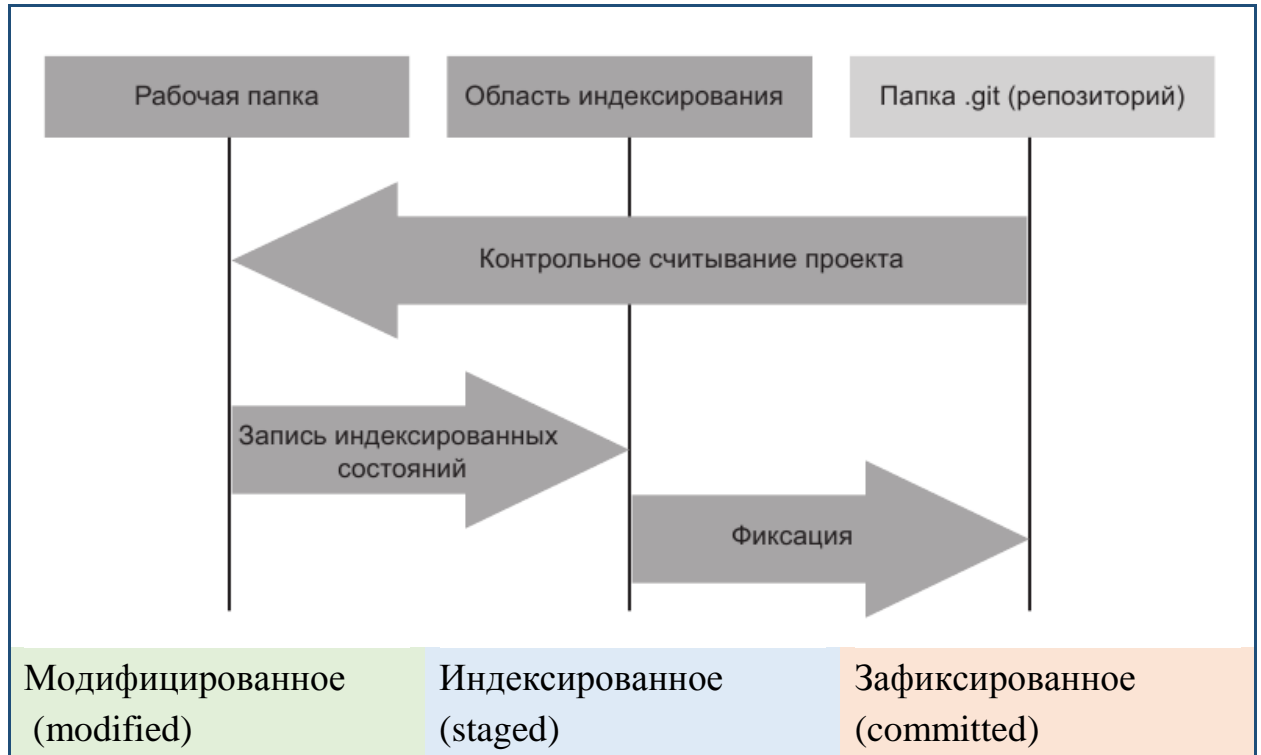 Рабочая папка
Область индексирования
Папка .git (репозиторий)
Контрольное считывание проекта
Запись индексированных
состояний
Фиксация
Модифицированное
(modified)
Индексированное
(staged)
Зафиксированное
(committed)